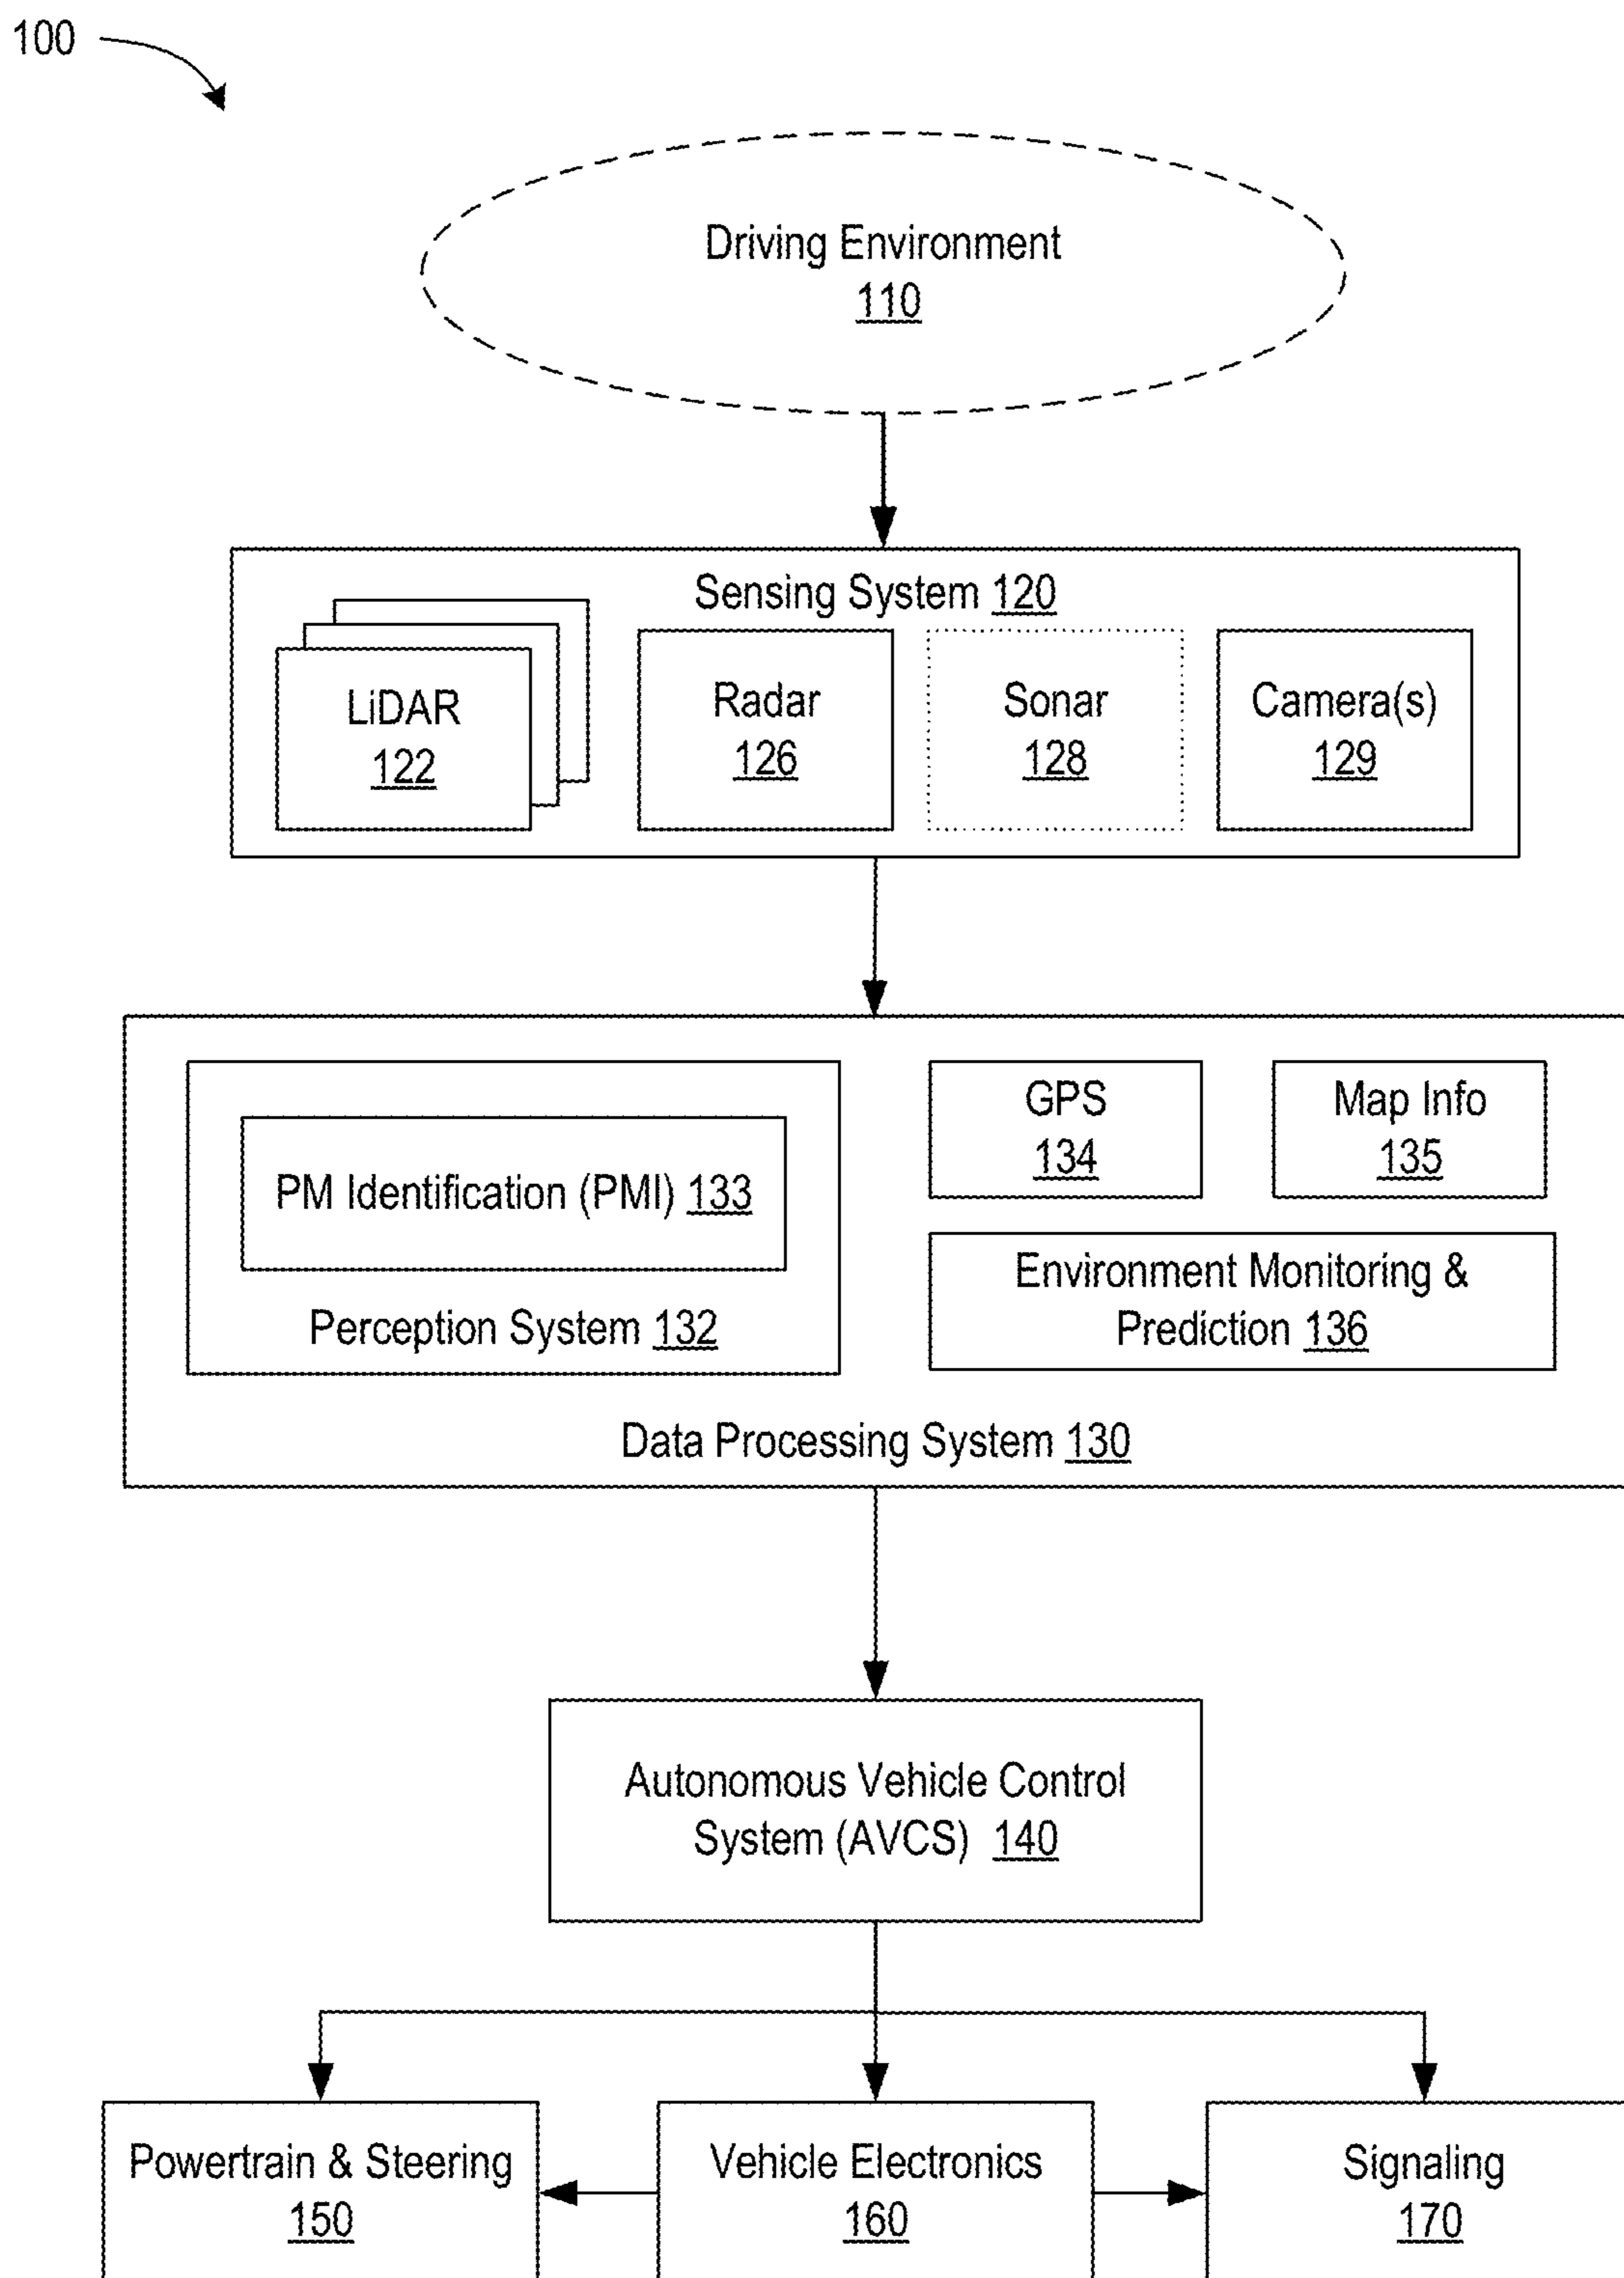 100
Driving Environment
110
Sensing System 120
LiDAR
122
Radar
126
Sonar
128
Camera(s)
129
PM Identification (PMI) 133
Perception System 132
GPS
134
Map Info
135
Environment Monitoring &
Prediction 136
Data Processing System 130
Autonomous Vehicle Control
System (AVCS) 140
Powertrain & Steering
150
Vehicle Electronics
160
Signaling
170